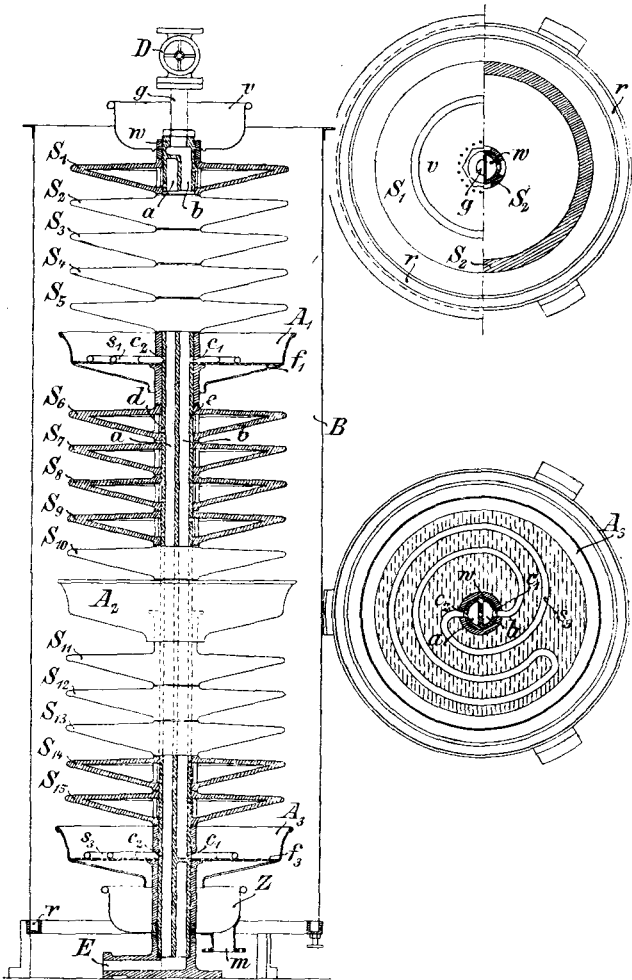 D
g v
w
S₁
a b
S₂
S₃
S₄
S₅
A₁
s₁ c₂ c₁
f₁
S₆ d e
S₇ a b
B
S₈
S₉
S₁₀
A₂
S₁₁
S₁₂
S₁₃
S₁₄
S₁₅
A₃
s₃ c₂ c₁
f₃
Z
r
E m
r
v w
S₁ g S₂
S₂
r
A₃
w c₁
c₂ s₃
a b